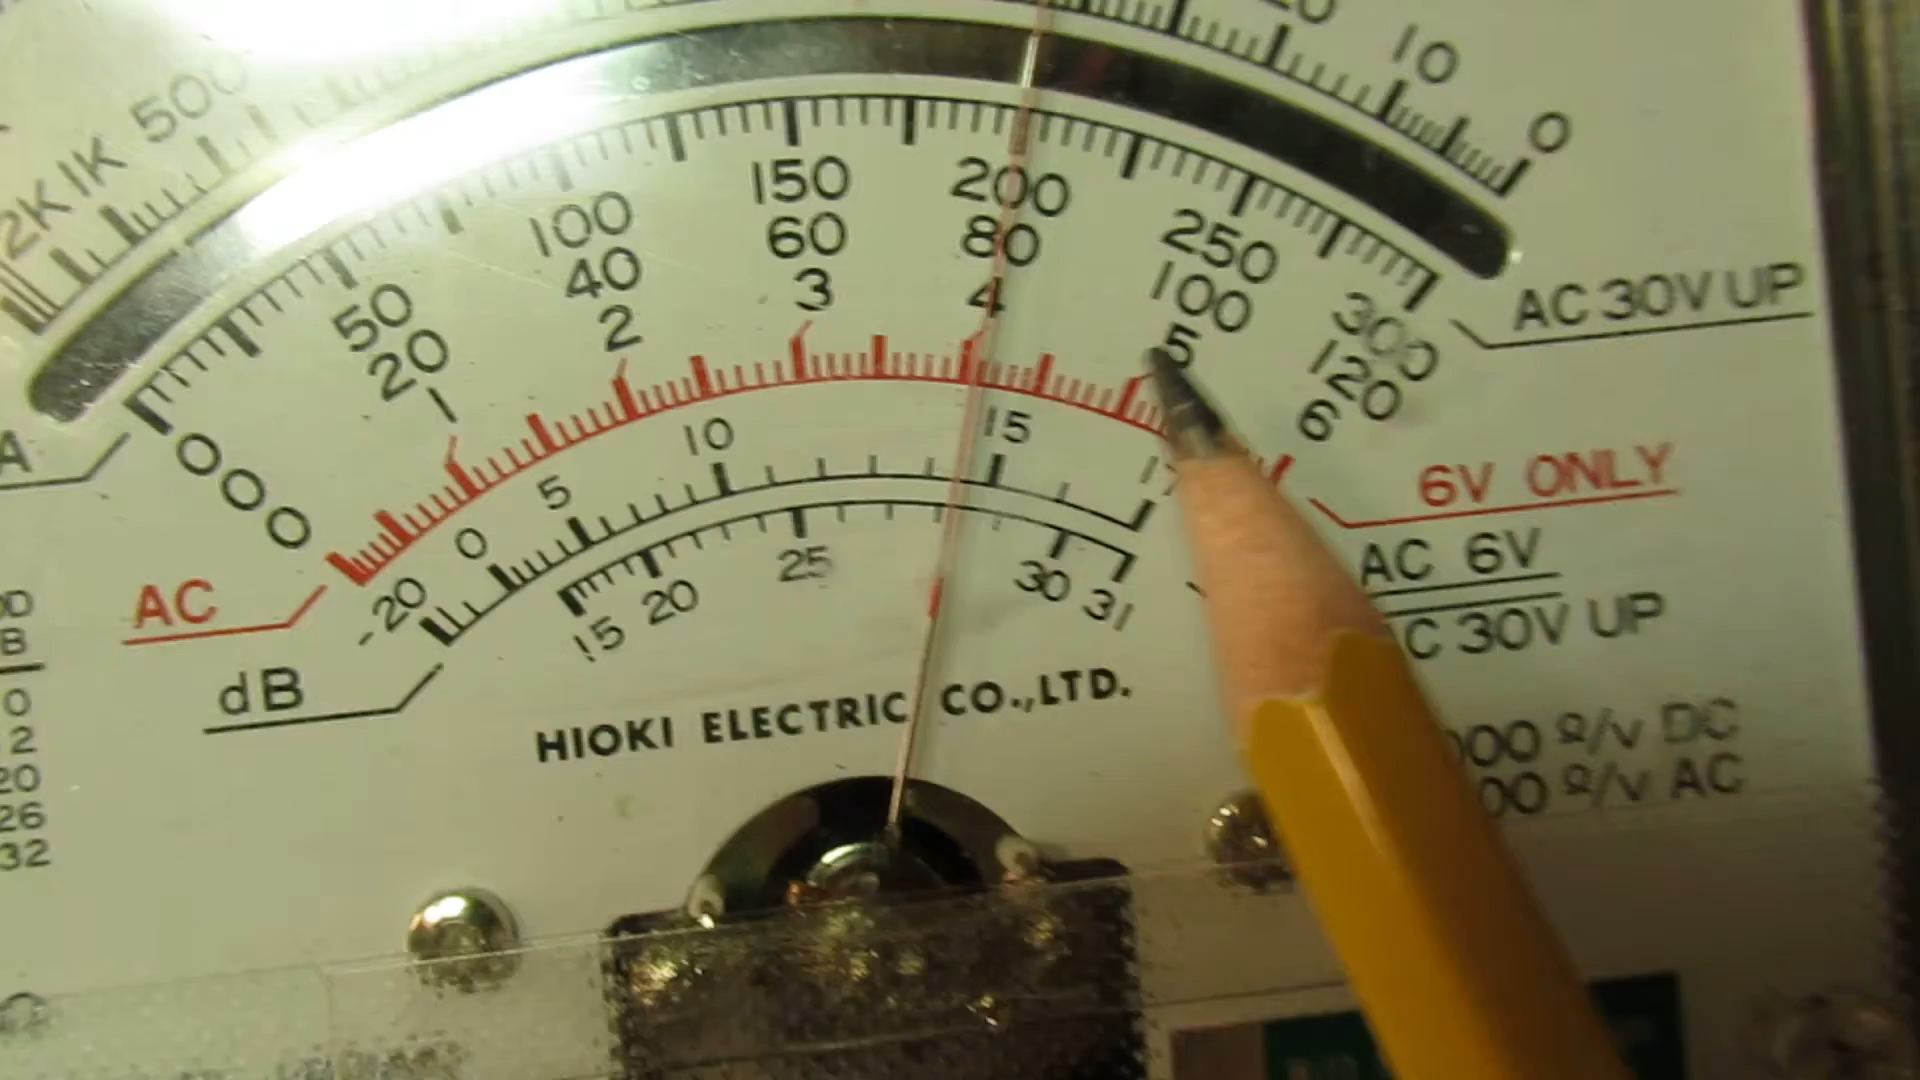 20 10 0
2K 1K 500
50 100 150 200 250 300
20 40 60 80 100 120
1 2 3 4 5 6
0
0
0
A
AC 30V UP
6V ONLY
AC
-20 0 5 10 15
AC 6V
dB
15 20 25 30 31
C 30V UP
HIOKI ELECTRIC CO.,LTD.
B
0
2
20
26
32
00 Ω/v DC
00 Ω/v AC